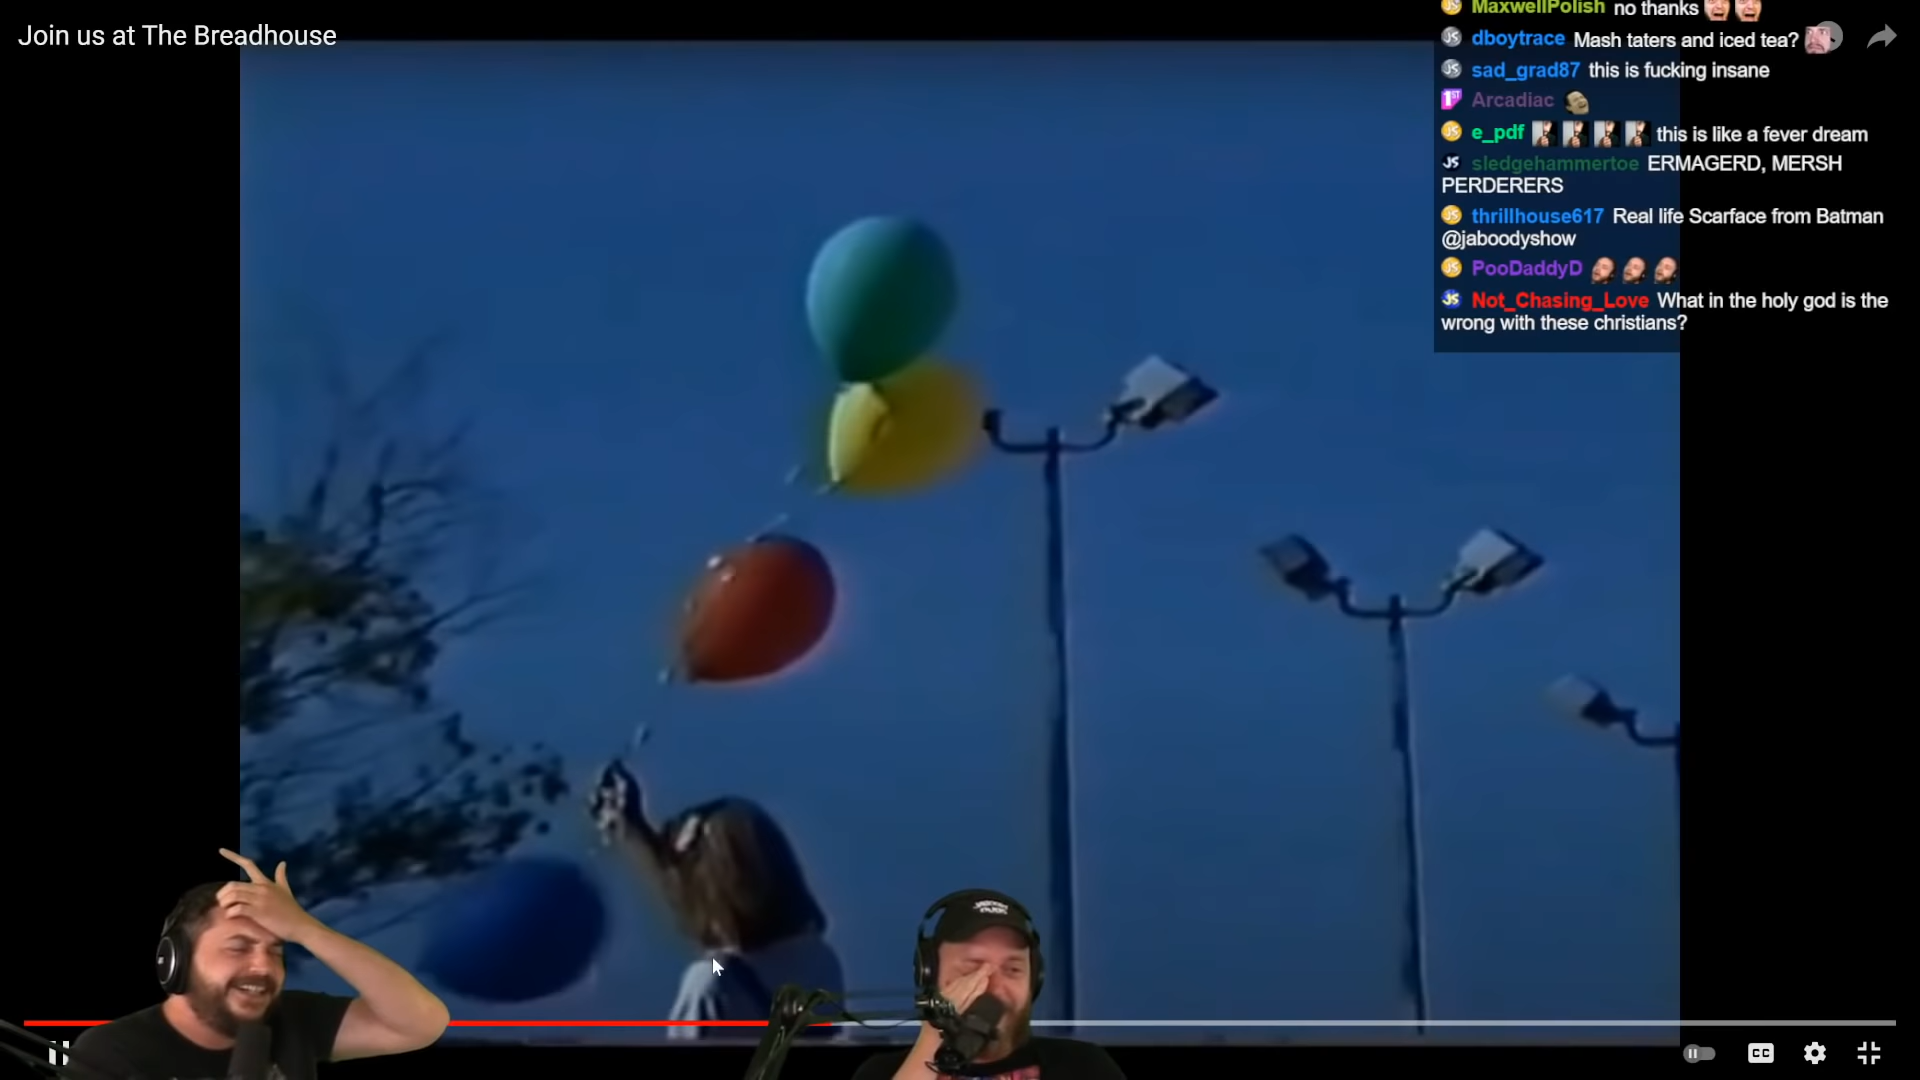 Join us at The Breadhouse
MaxwellPolish no thanks
dboytrace Mash taters and iced tea?
sad_grad87 this is fucking insane
Arcadiac
e_pdf this is like a fever dream
sledgehammertoe ERMAGERD, MERSH
PERDERERS
thrillhouse617 Real life Scarface from Batman
@jaboodyshow
PooDaddyD
Not_Chasing_Love What in the holy god is the
wrong with these christians?
CC